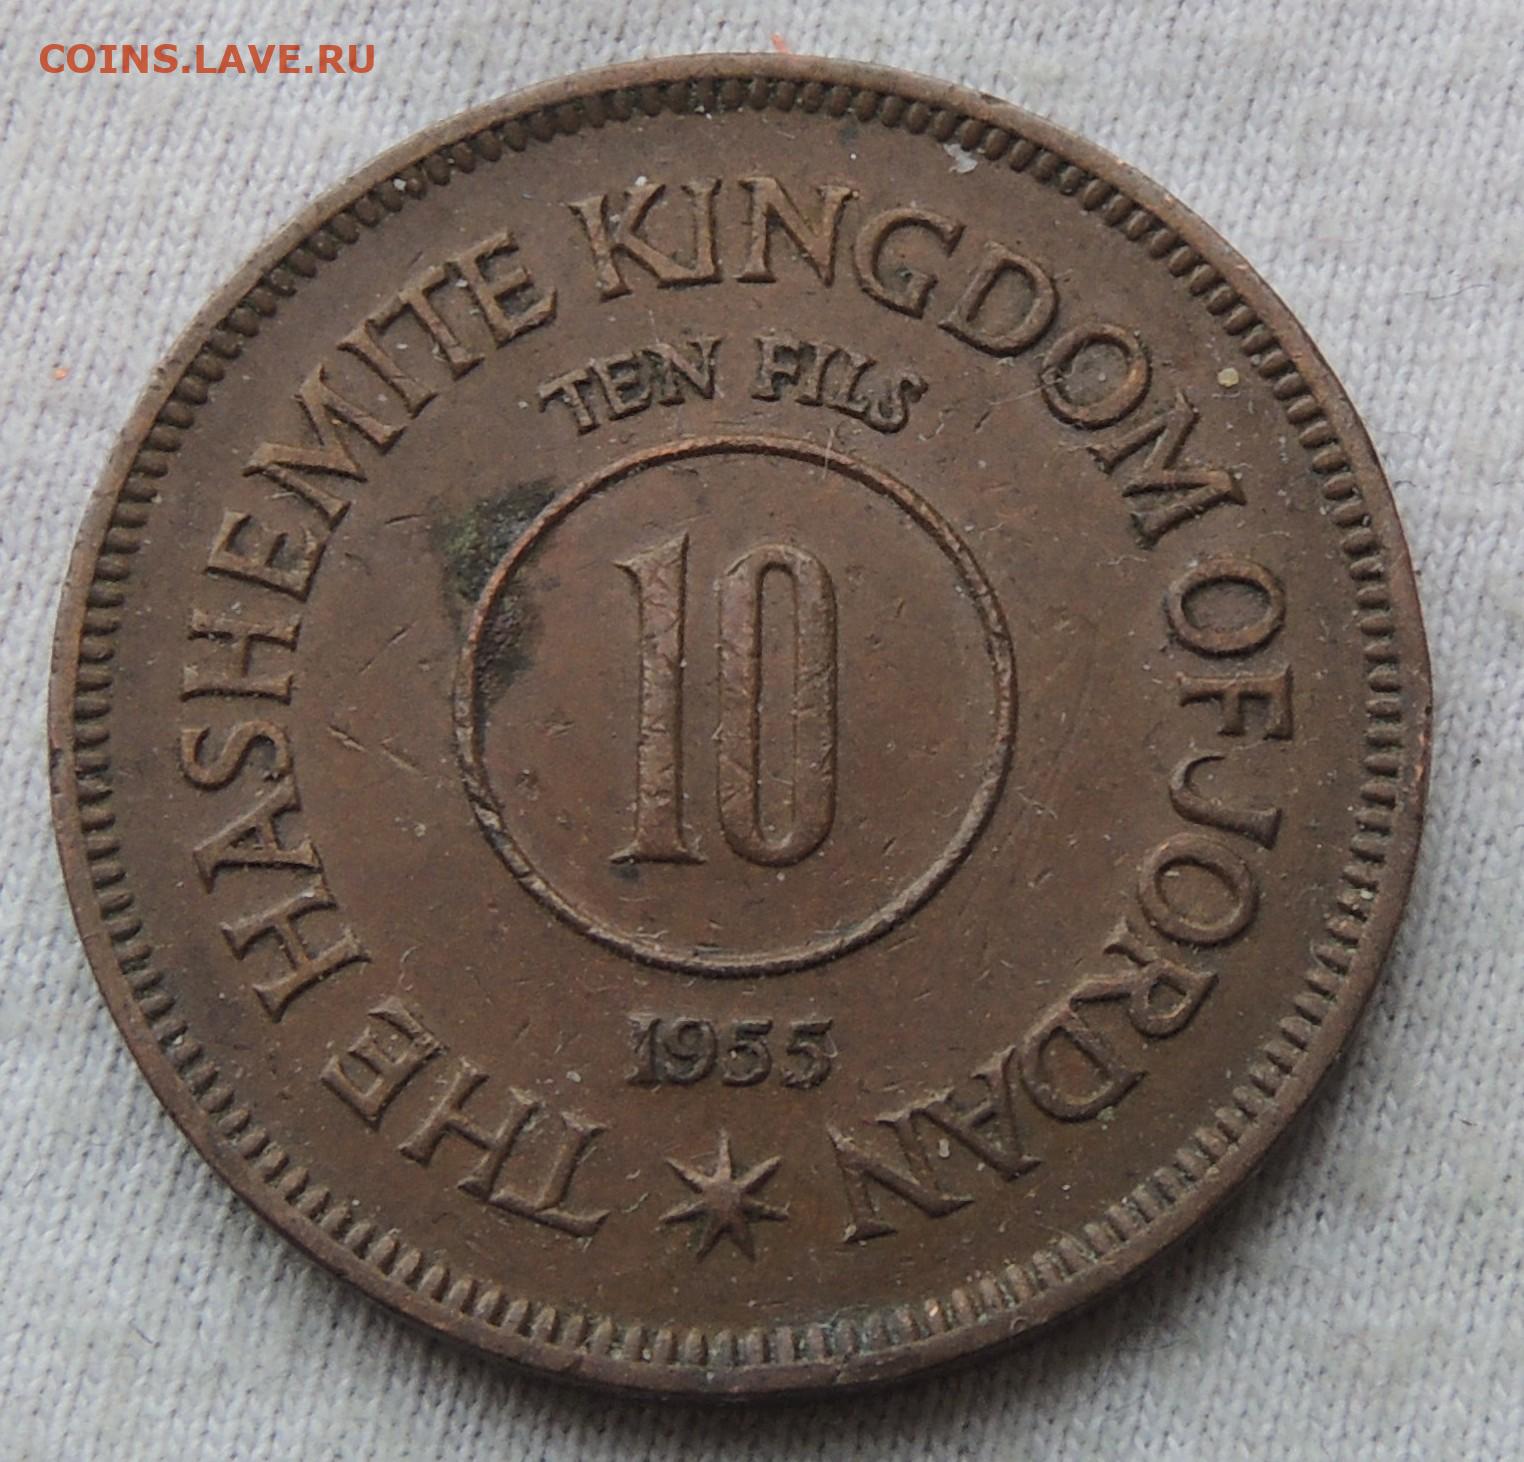 COINS.LAVE.RU
THE HASHEMITE KINGDOM OF JORDAN
TEN FILS
10
1955